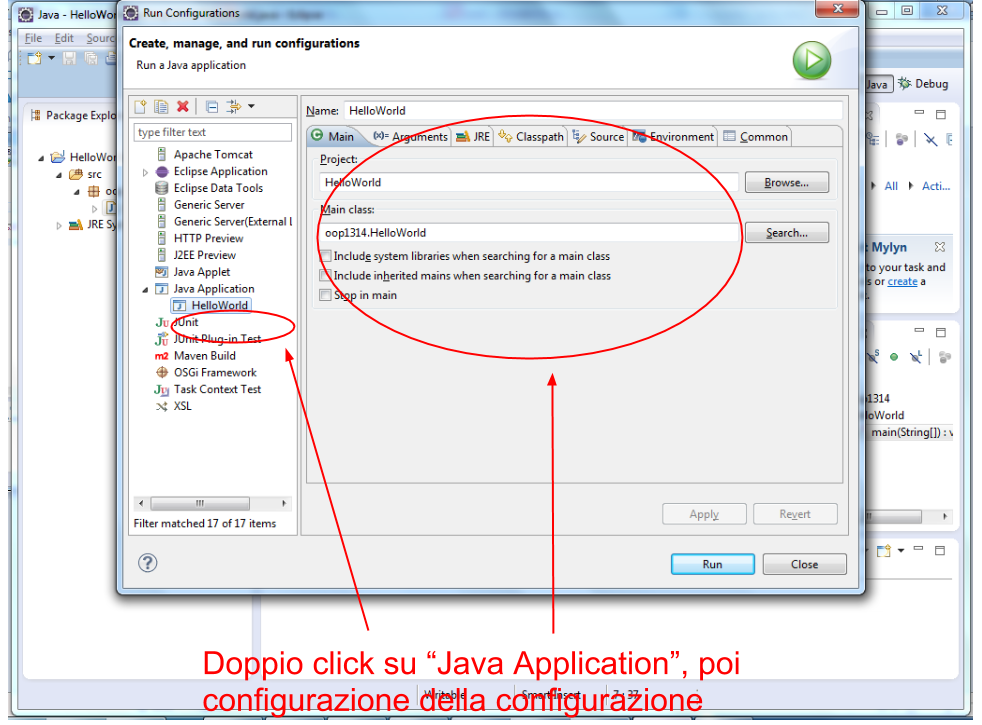 Java - HelloWor
Run Configurations
File Edit Sourc
Create, manage, and run configurations
Run a Java application
Java Debug
Package Explo
Name: HelloWorld
type filter text
Main (x)= Arguments JRE Classpath Source Environment Common
Project:
HelloWorld Browse...
Main class:
oop1314.HelloWorld Search...
Include system libraries when searching for a main class
Include inherited mains when searching for a main class
Stop in main
HelloWor
src
JRE Sy
Apache Tomcat
Eclipse Application
Eclipse Data Tools
Generic Server
Generic Server(External L
HTTP Preview
J2EE Preview
Java Applet
Java Application
HelloWorld
JUnit
JUnit Plug-in Test
Maven Build
OSGi Framework
Task Context Test
XSL
Filter matched 17 of 17 items
Apply Revert
Run Close
All Acti...
Mylyn
to your task and
s or create a
1314
loWorld
main(String[]) : v
Doppio click su “Java Application”, poi
configurazione della configurazione
Writable Smart Insert 7 : 37